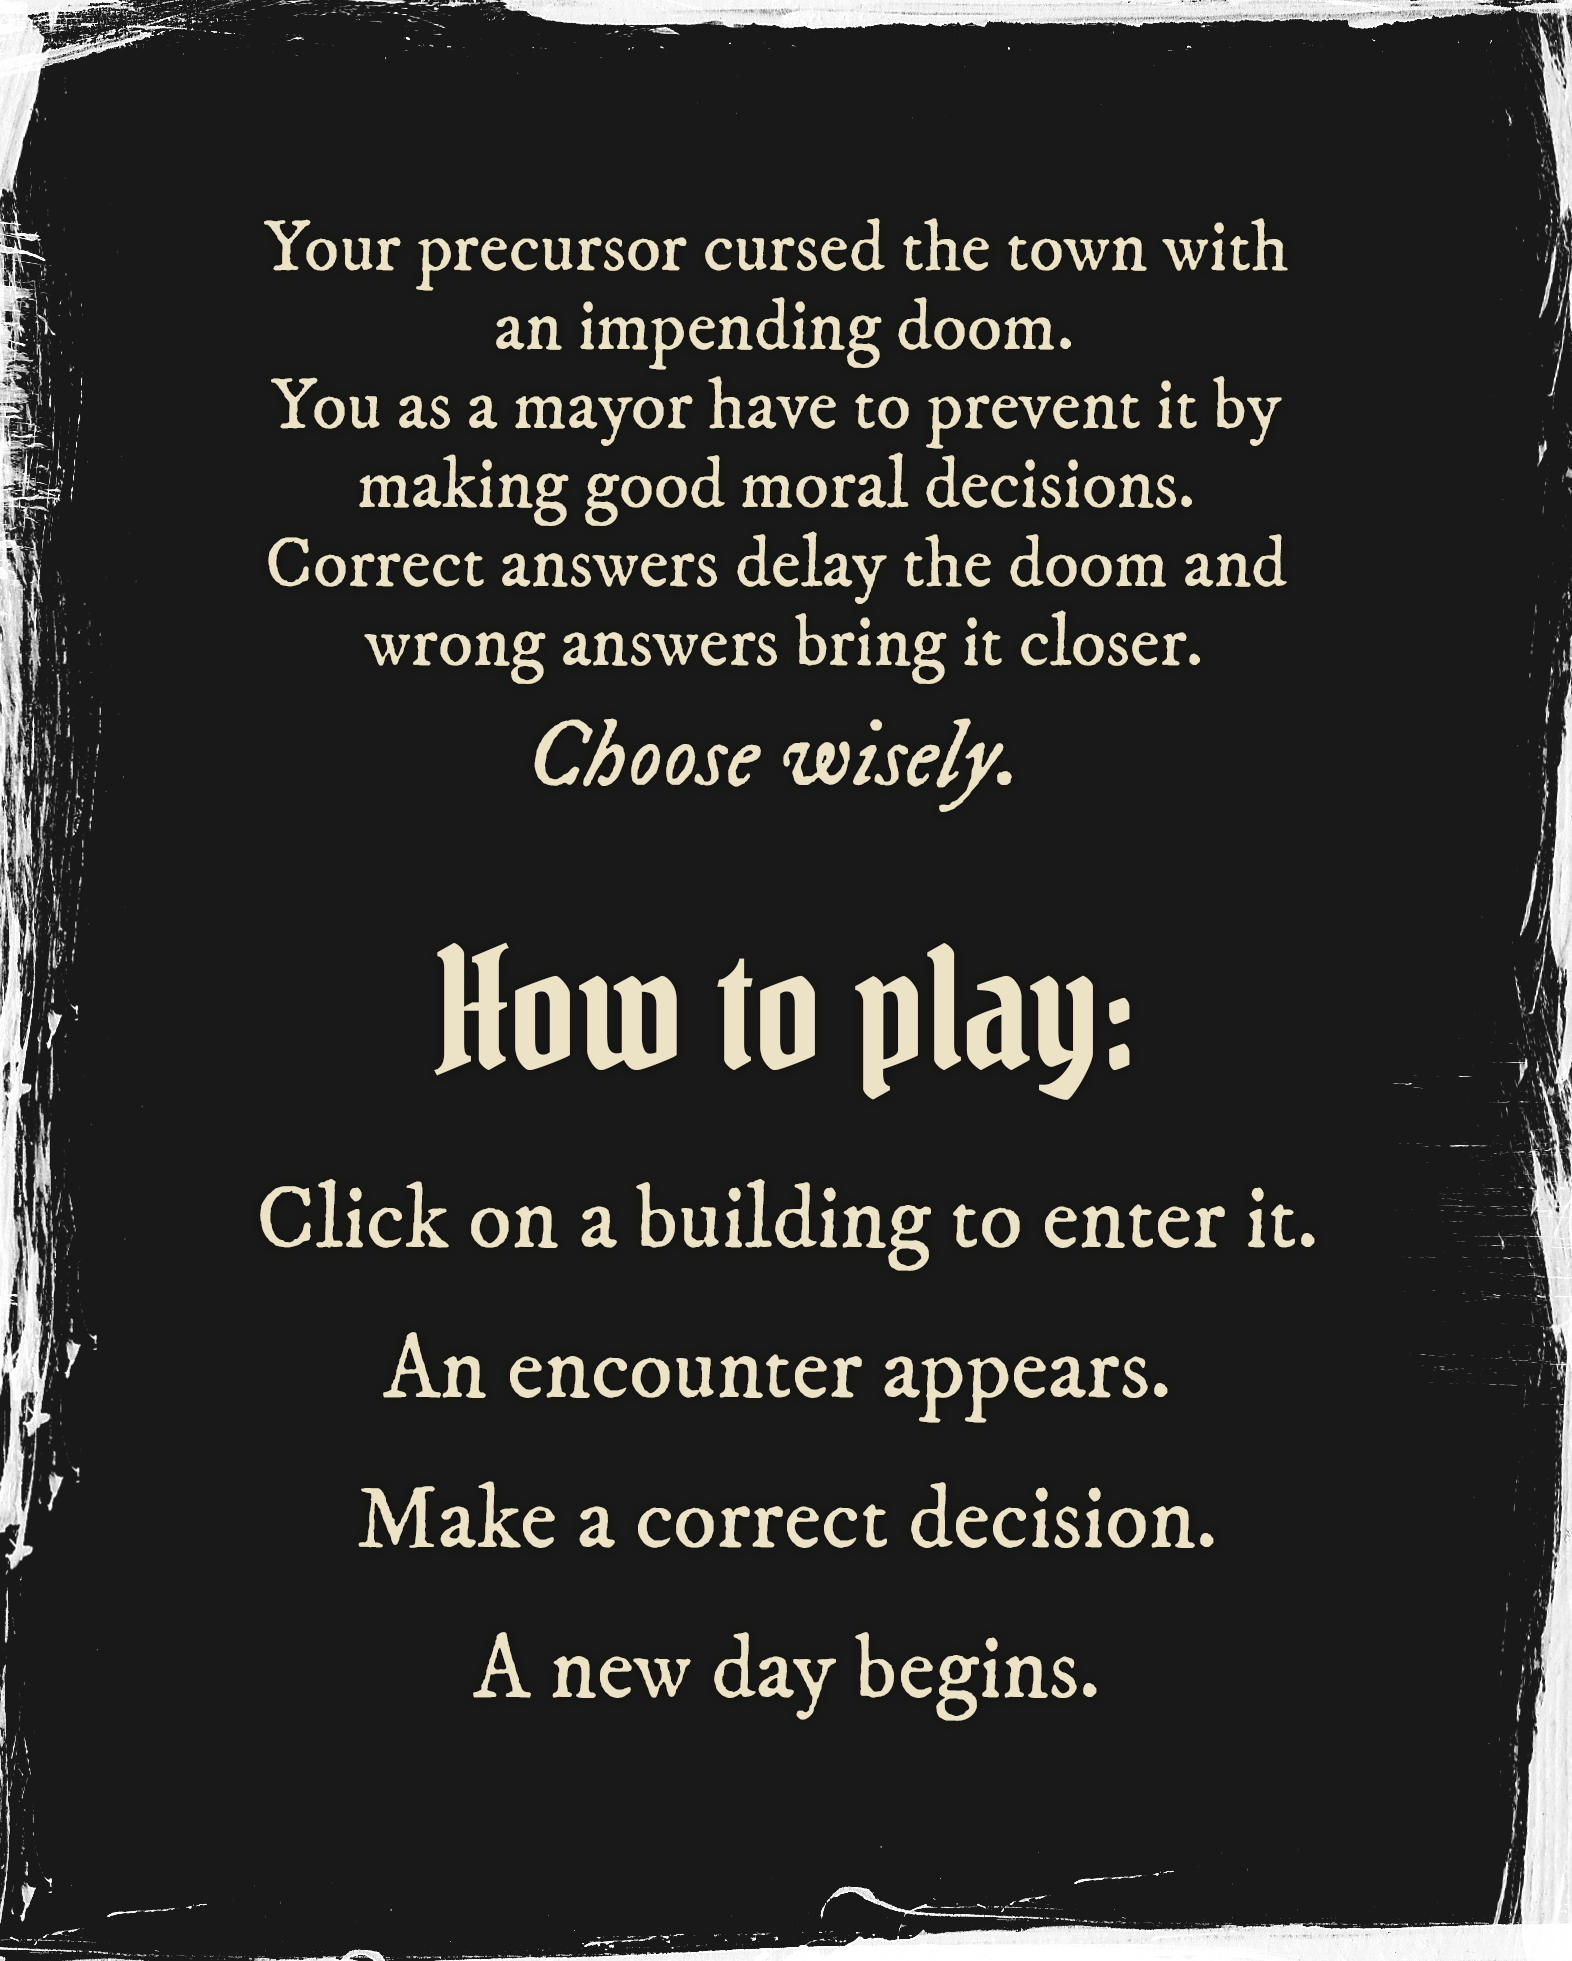 Your precursor cursed the town with
an impending doom.
You as a mayor have to prevent it by
making good moral decisions.
Correct answers delay the doom and
wrong answers bring it closer.
Choose wisely.
How to play:
Click on a building to enter it.
An encounter appears.
Make a correct decision.
A new day begins.